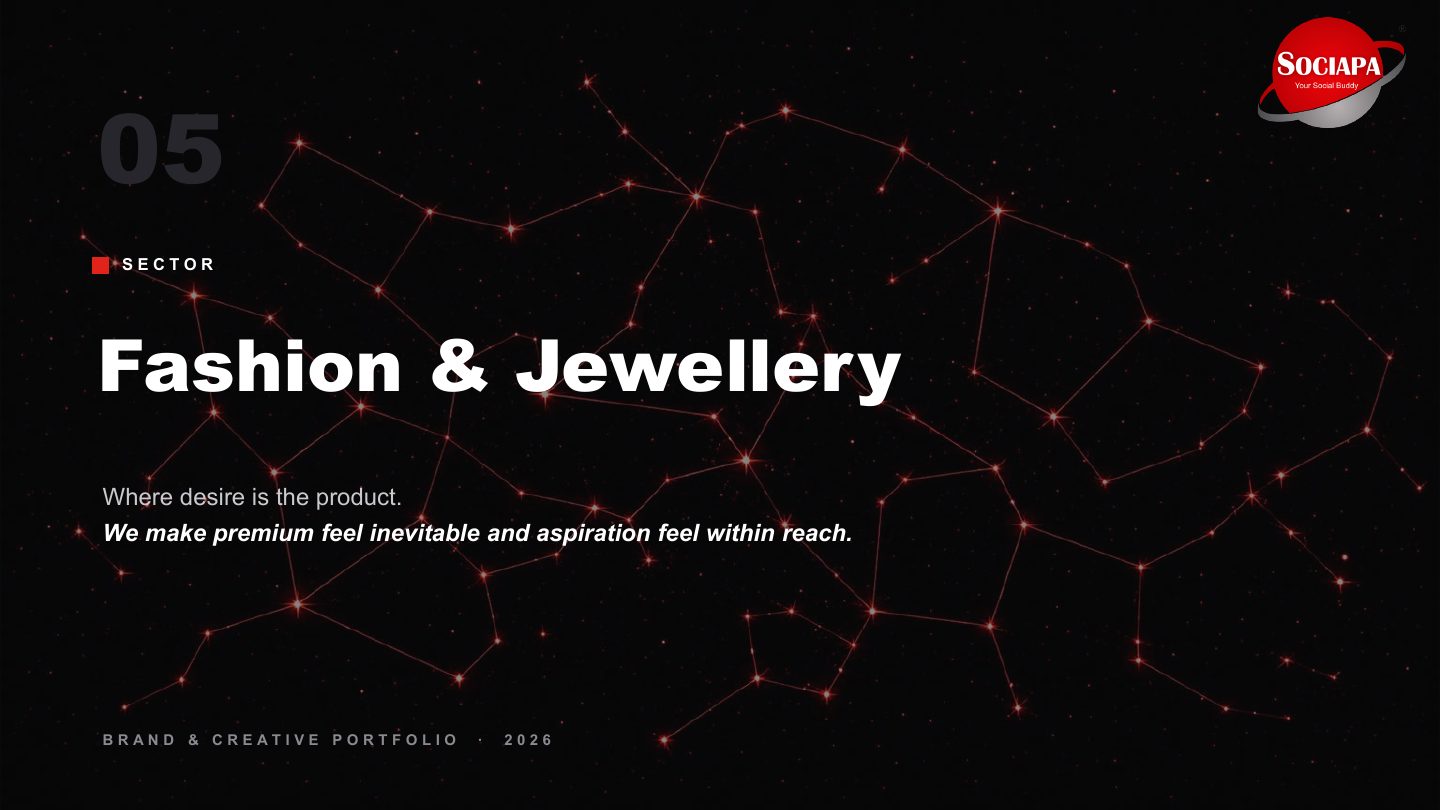 SOCIAPA
®
Your Social Buddy
05
SECTOR
Fashion & Jewellery
Where desire is the product.
We make premium feel inevitable and aspiration feel within reach.
BRAND & CREATIVE PORTFOLIO · 2026